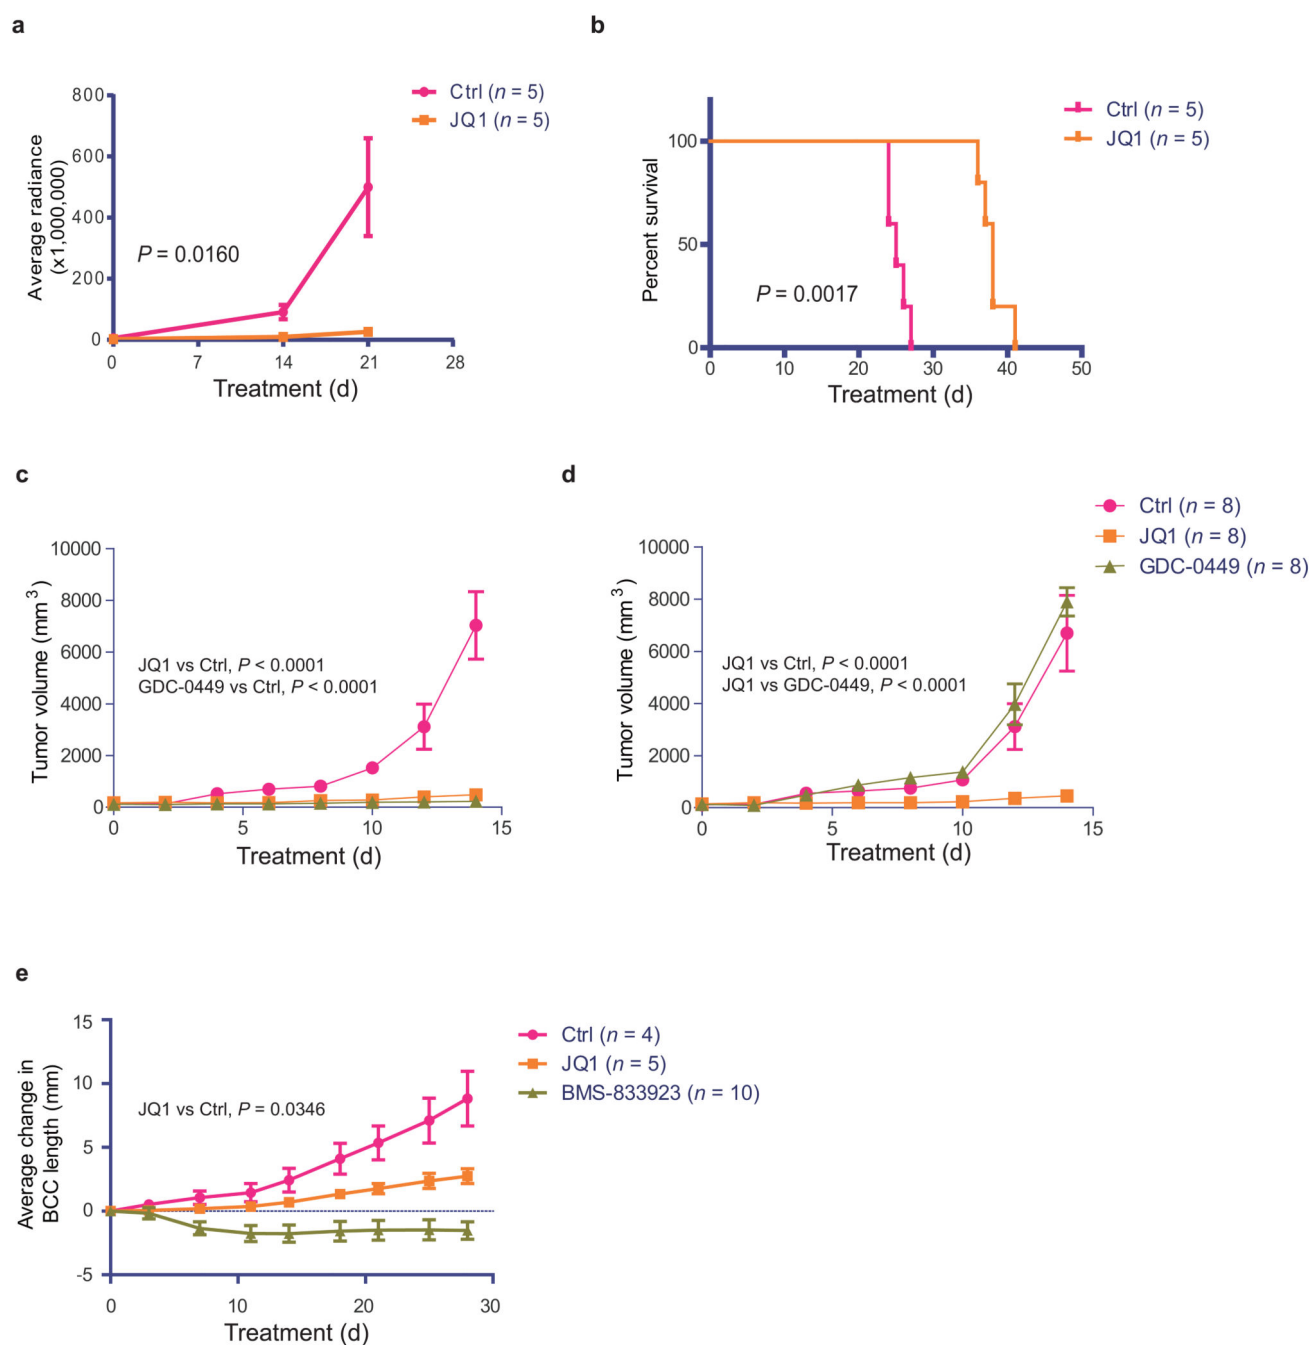 a
800
600
400
200
0
Average radiance
(x1,000,000)
P = 0.0160
0 7 14 21 28
Treatment (d)
Ctrl (n = 5)
JQ1 (n = 5)
b
100
50
0
Percent survival
P = 0.0017
0 10 20 30 40 50
Treatment (d)
Ctrl (n = 5)
JQ1 (n = 5)
c
10000
8000
6000
4000
2000
0
Tumor volume (mm³)
JQ1 vs Ctrl, P < 0.0001
GDC-0449 vs Ctrl, P < 0.0001
0 5 10 15
Treatment (d)
d
10000
8000
6000
4000
2000
0
Tumor volume (mm³)
JQ1 vs Ctrl, P < 0.0001
JQ1 vs GDC-0449, P < 0.0001
0 5 10 15
Treatment (d)
Ctrl (n = 8)
JQ1 (n = 8)
GDC-0449 (n = 8)
e
15
10
5
0
-5
Average change in
BCC length (mm)
JQ1 vs Ctrl, P = 0.0346
0 10 20 30
Treatment (d)
Ctrl (n = 4)
JQ1 (n = 5)
BMS-833923 (n = 10)